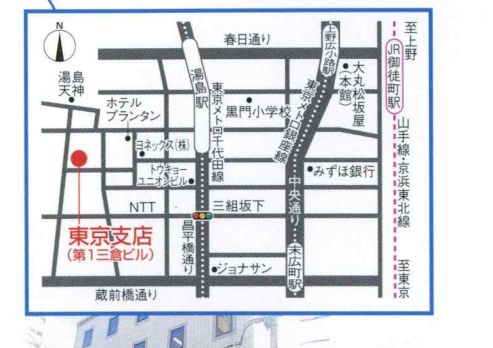 N
春日通り
至上野
湯島
天神
湯島駅
東京メトロ千代田線
上野広小路駅
東京メトロ銀座線
大丸松坂屋
(本館)
JR御徒町駅
ホテル
プランタン
黒門小学校
ヨネックス(株)
トウキョー
ユニオンビル
みずほ銀行
山手線・京浜東北線
NTT
三組坂下
中央通り
東京支店
(第1三倉ビル)
昌平橋通り
ジョナサン
末広町駅
至東京
蔵前橋通り